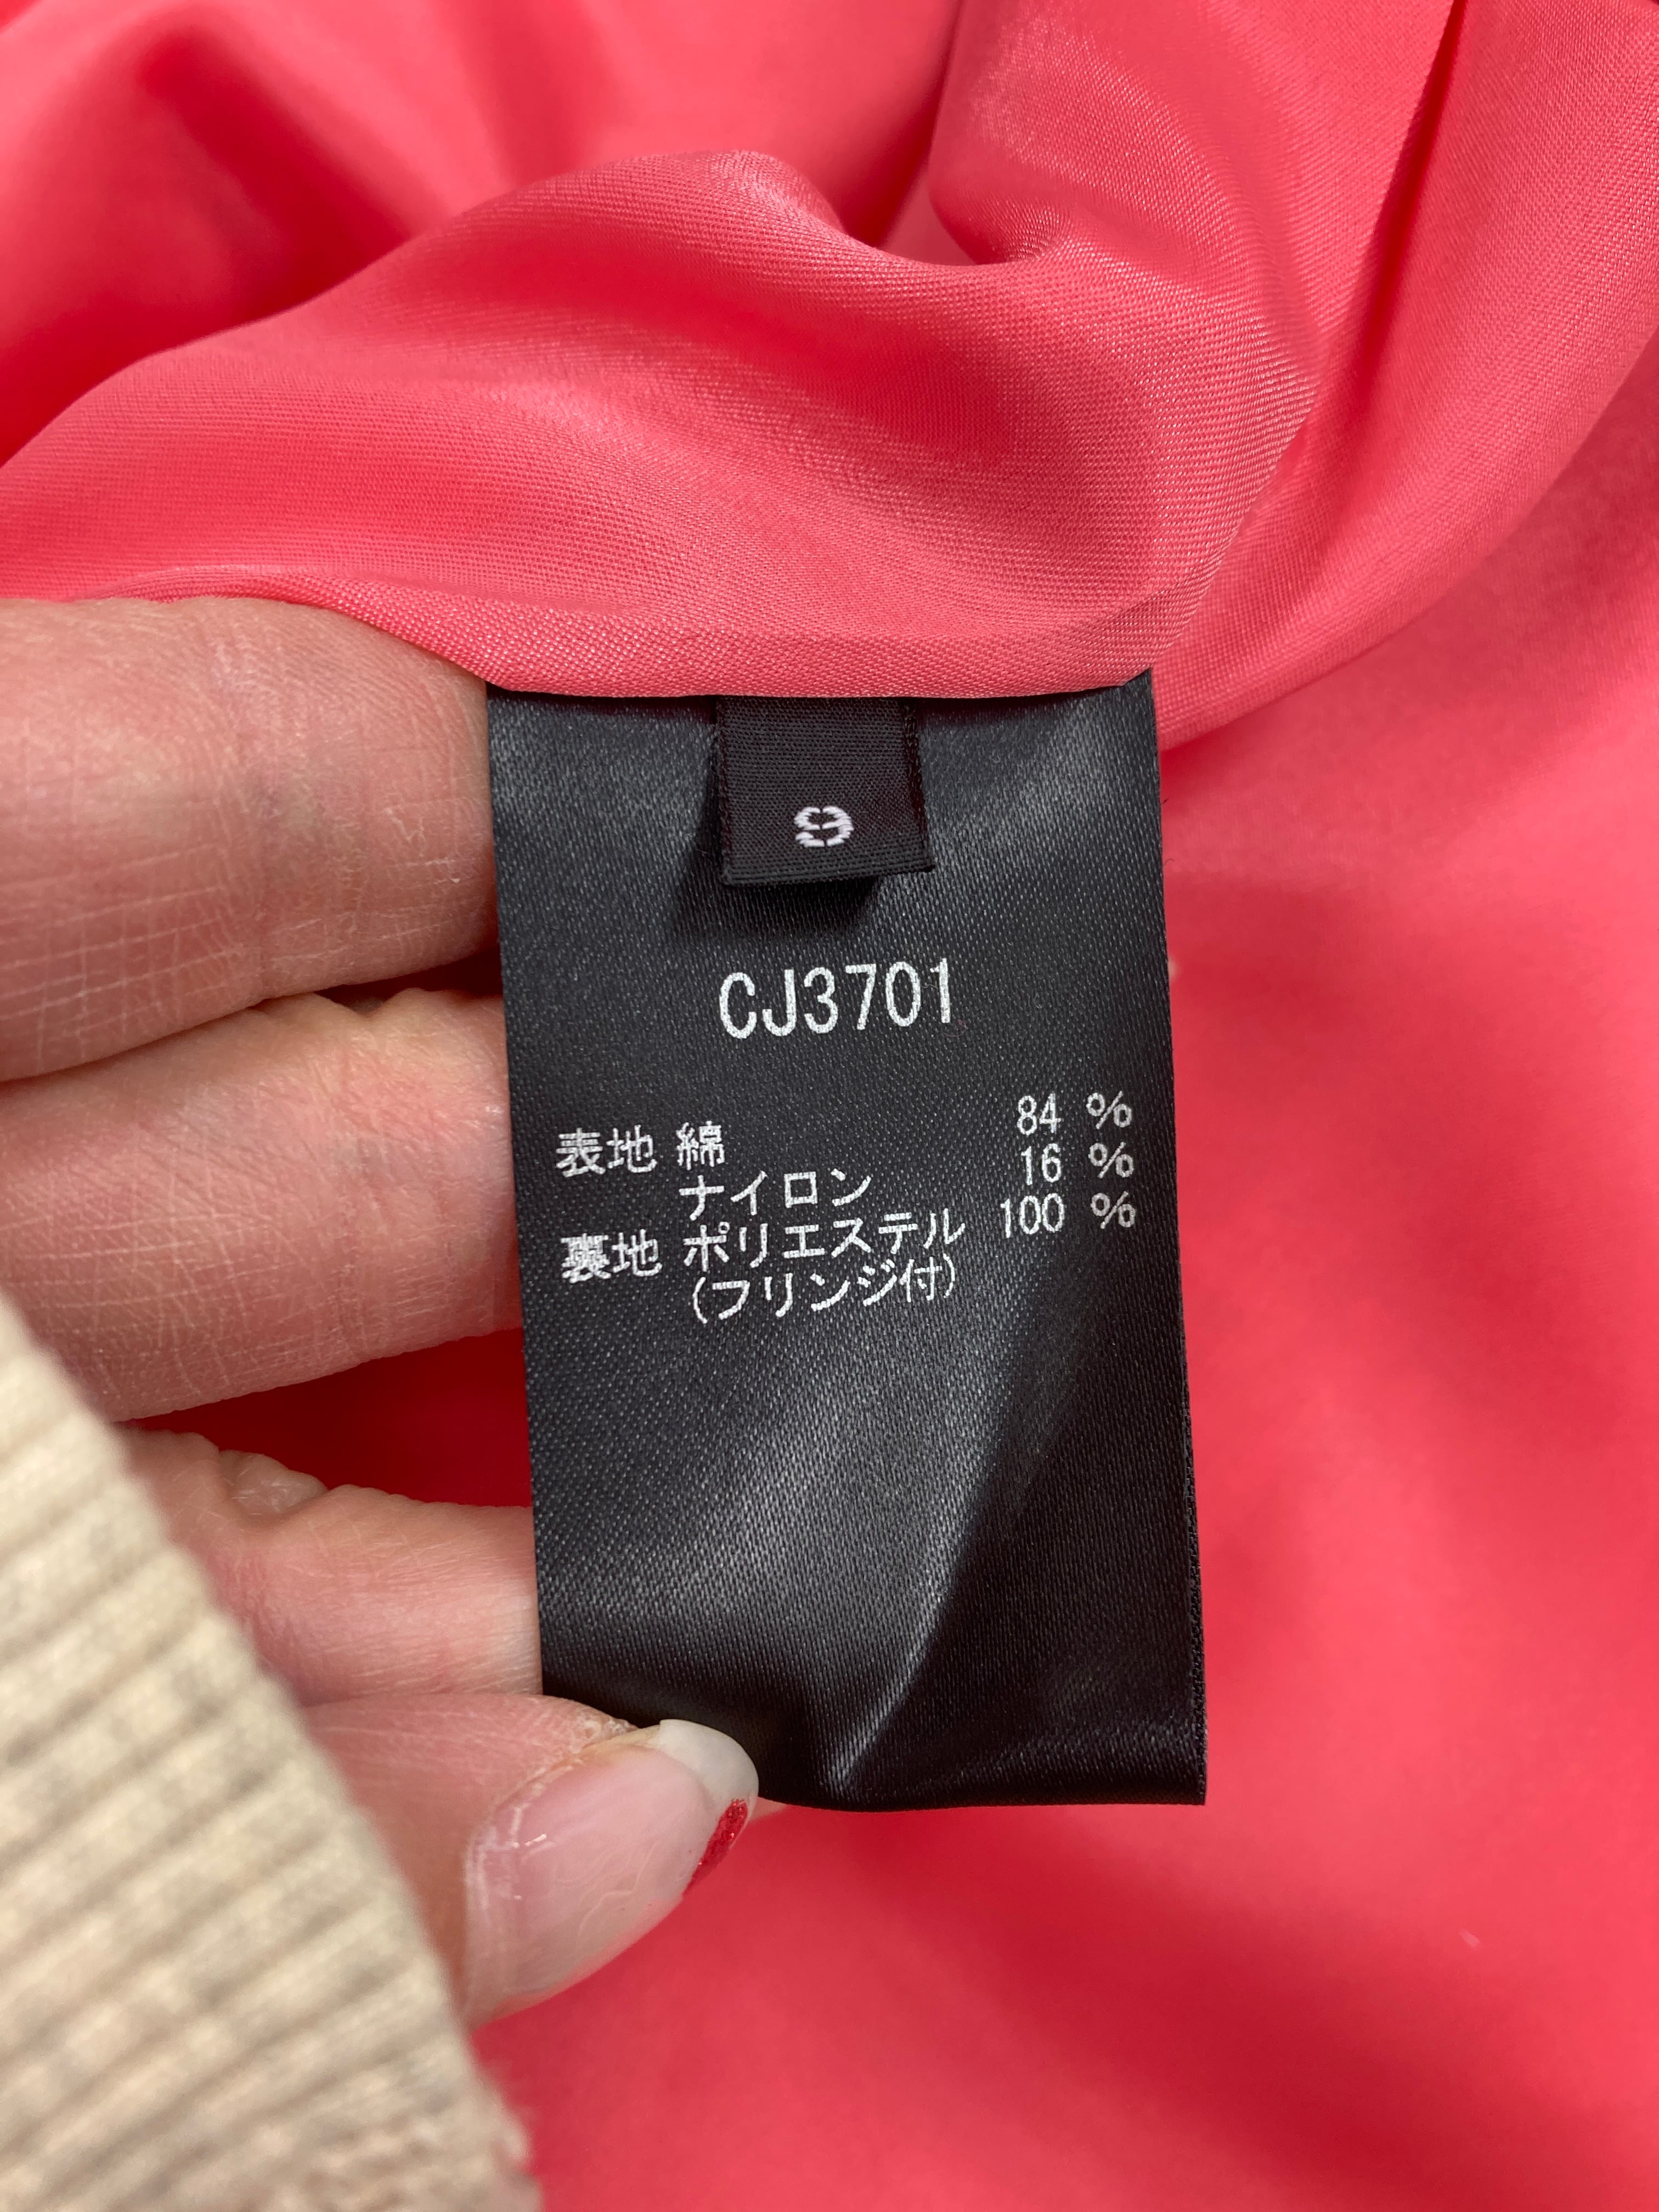 9
CJ3701
表地 綿 84 %
ナイロン 16 %
裏地 ポリエステル 100 %
(フリンジ付)